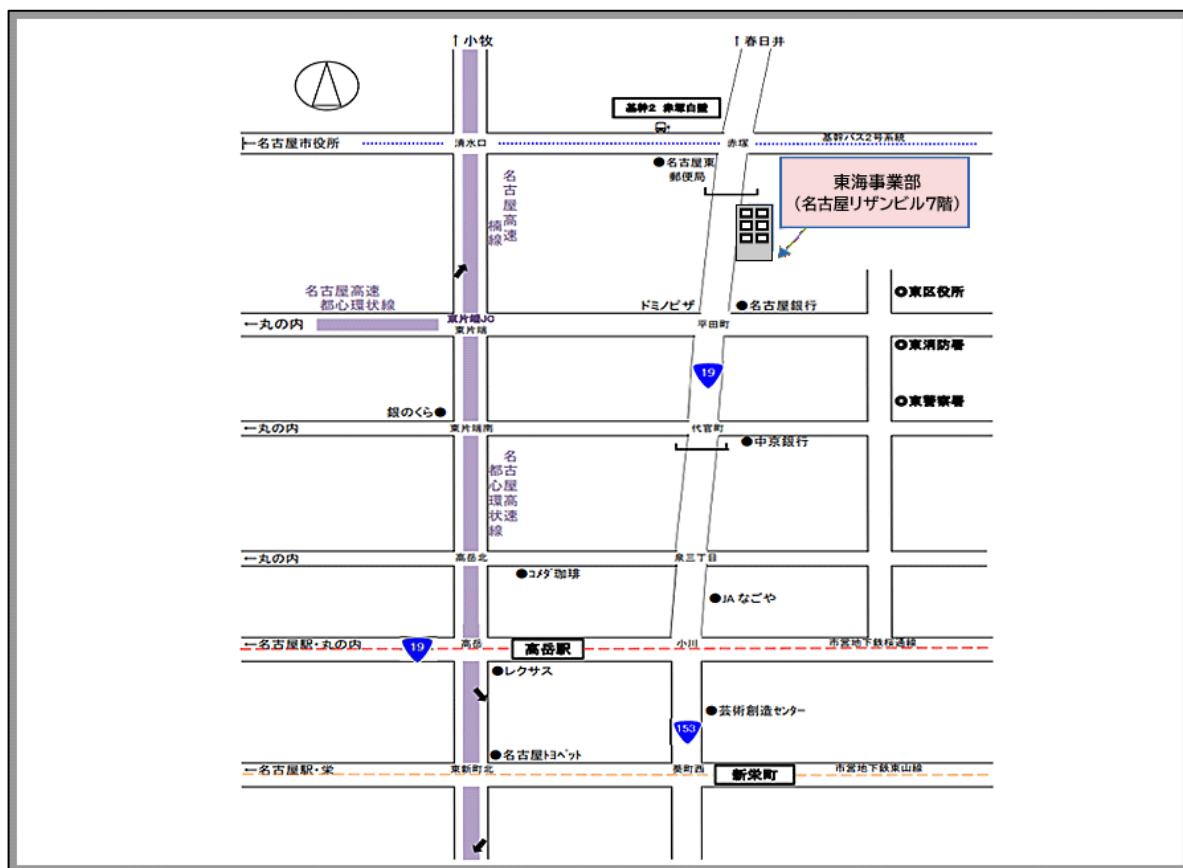 ↑小牧
↑春日井
基幹2 赤塚白壁
←名古屋市役所
清水口
赤塚
基幹バス2号系統
●名古屋東
郵便局
東海事業部
(名古屋リザンビル7階)
名古屋高速
楠線
名古屋高速
都心環状線
ドミノピザ
●名古屋銀行
◎東区役所
←丸の内
東片端JC
東片端
平田町
◎東消防署
19
銀のくら●
◎東警察署
←丸の内
東片端南
代官町
●中京銀行
名古屋高速
都心環状線
←丸の内
高岳北
泉三丁目
●コメダ珈琲
●JAなごや
←名古屋駅・丸の内
19
高岳
高岳駅
小川
市営地下鉄桜通線
●レクサス
●芸術創造センター
153
●名古屋トヨペット
←名古屋駅・栄
東新町北
葵町西
新栄町
市営地下鉄東山線